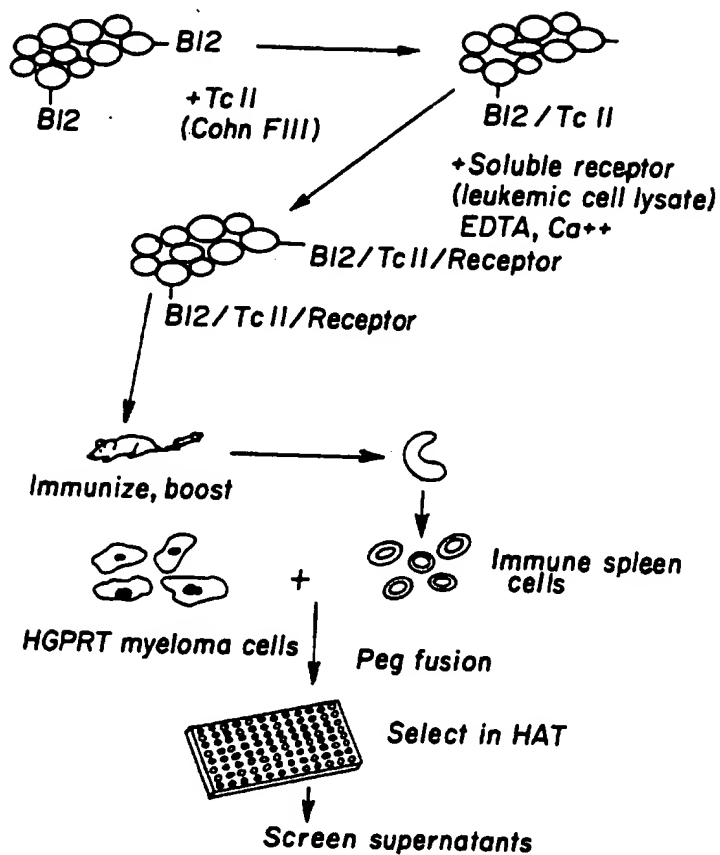 B12
B12
+Tc II
(Cohn FIII)
B12/Tc II
+Soluble receptor
(leukemic cell lysate)
EDTA, Ca++
B12/Tc II/Receptor
B12/Tc II/Receptor
Immunize, boost
Immune spleen
cells
+
HGPRT myeloma cells
Peg fusion
Select in HAT
Screen supernatants